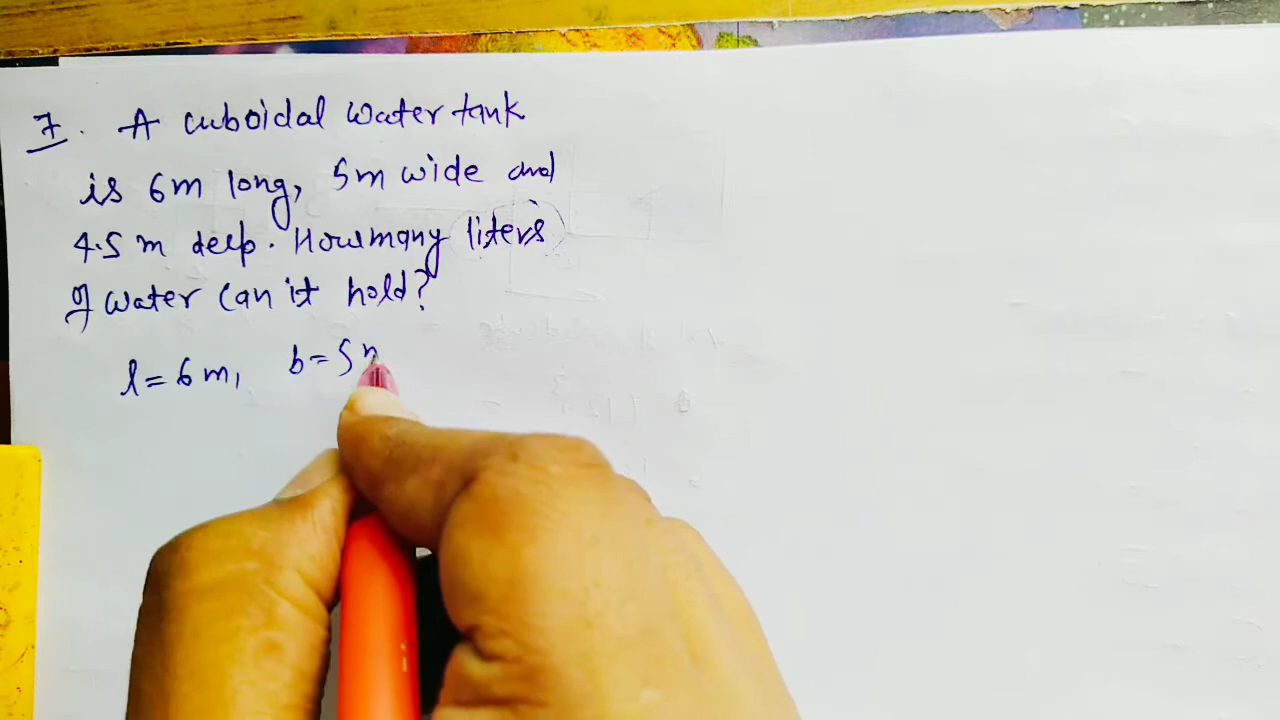 7. A cuboidal water tank
is 6m long, 5m wide and
4.5 m deep. How many liters
of water can it hold?
l = 6 m, b = 5 m